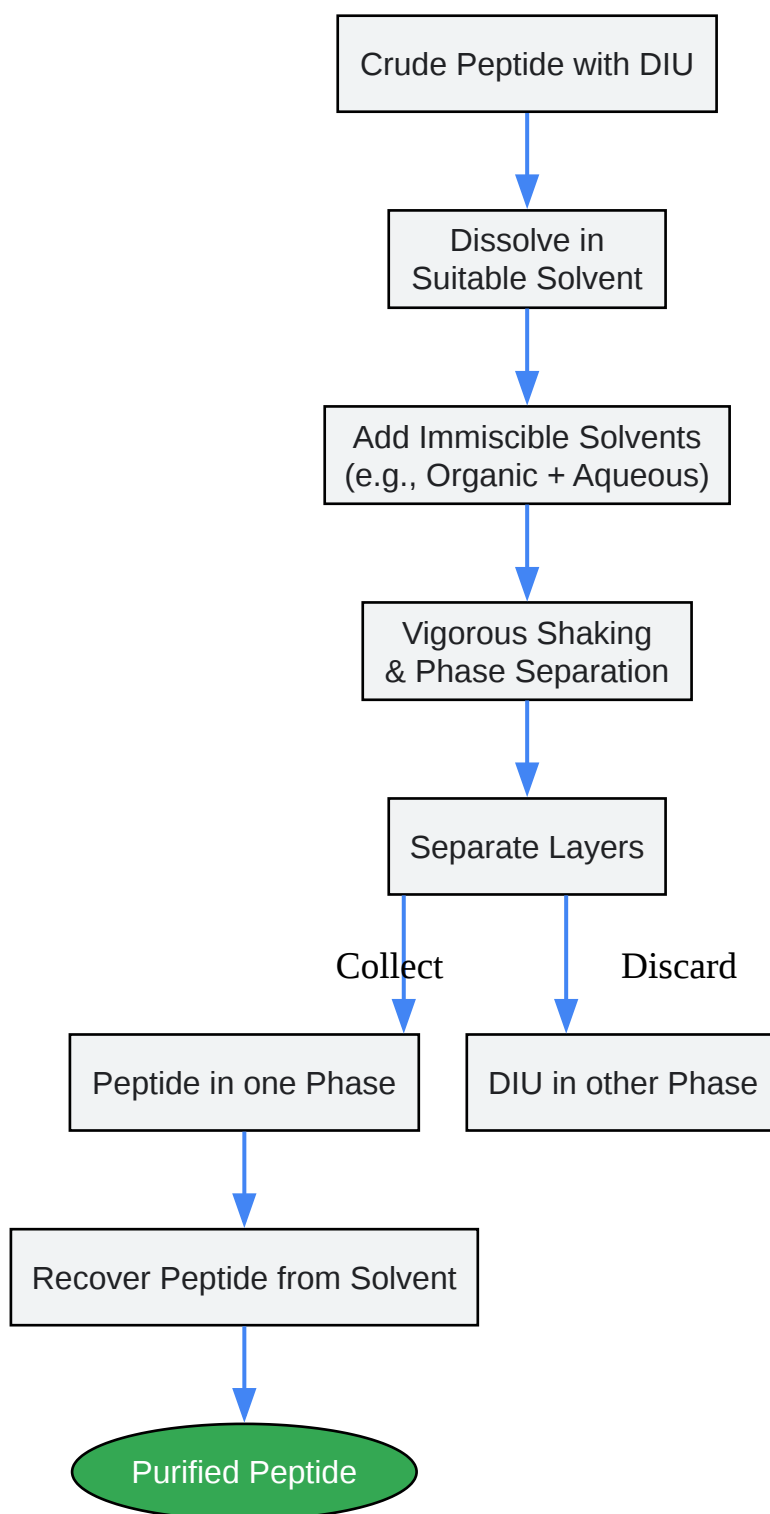 Crude Peptide with DIU
Dissolve in
Suitable Solvent
Add Immiscible Solvents
(e.g., Organic + Aqueous)
Vigorous Shaking
& Phase Separation
Separate Layers
Collect
Discard
Peptide in one Phase
DIU in other Phase
Recover Peptide from Solvent
Purified Peptide